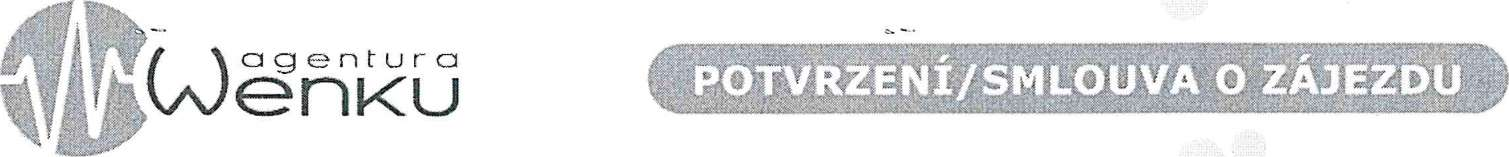 agentura
Wenku
POTVRZENÍ/SMLOUVA O ZÁJEZDU